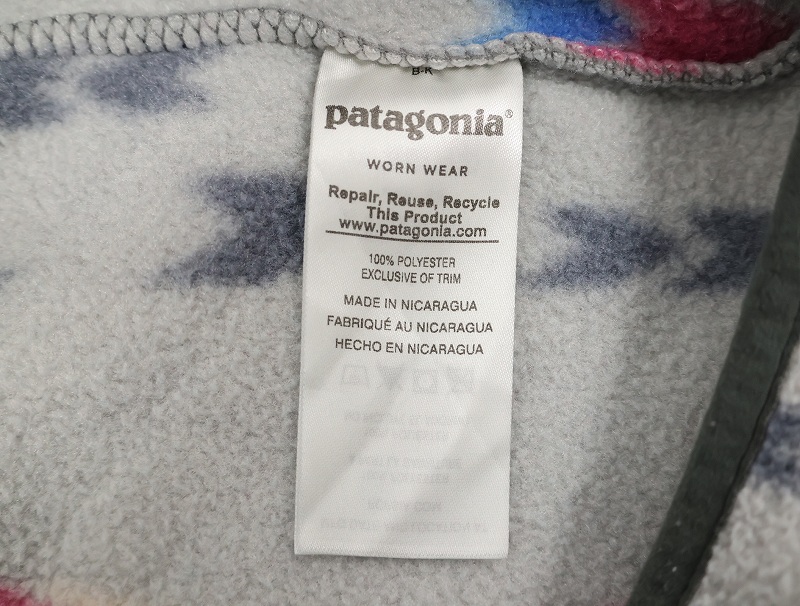 B-K
patagonia®
WORN WEAR
Repair, Reuse, Recycle
This Product
www.patagonia.com
100% POLYESTER
EXCLUSIVE OF TRIM
MADE IN NICARAGUA
FABRIQUÉ AU NICARAGUA
HECHO EN NICARAGUA